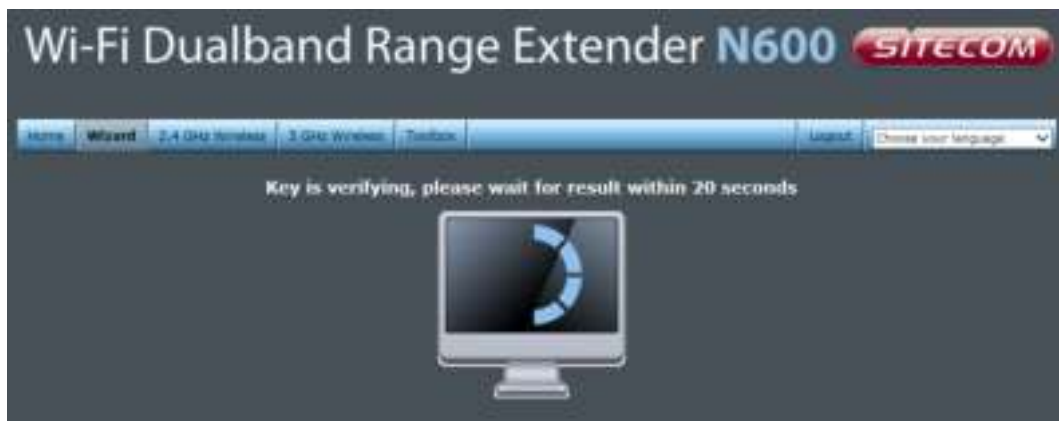 Wi-Fi Dualband Range Extender N600 SITECOM
Home Wizard 2.4 GHz Wireless 5 GHz Wireless Toolbox Logout Choose your language
Key is verifying, please wait for result within 20 seconds